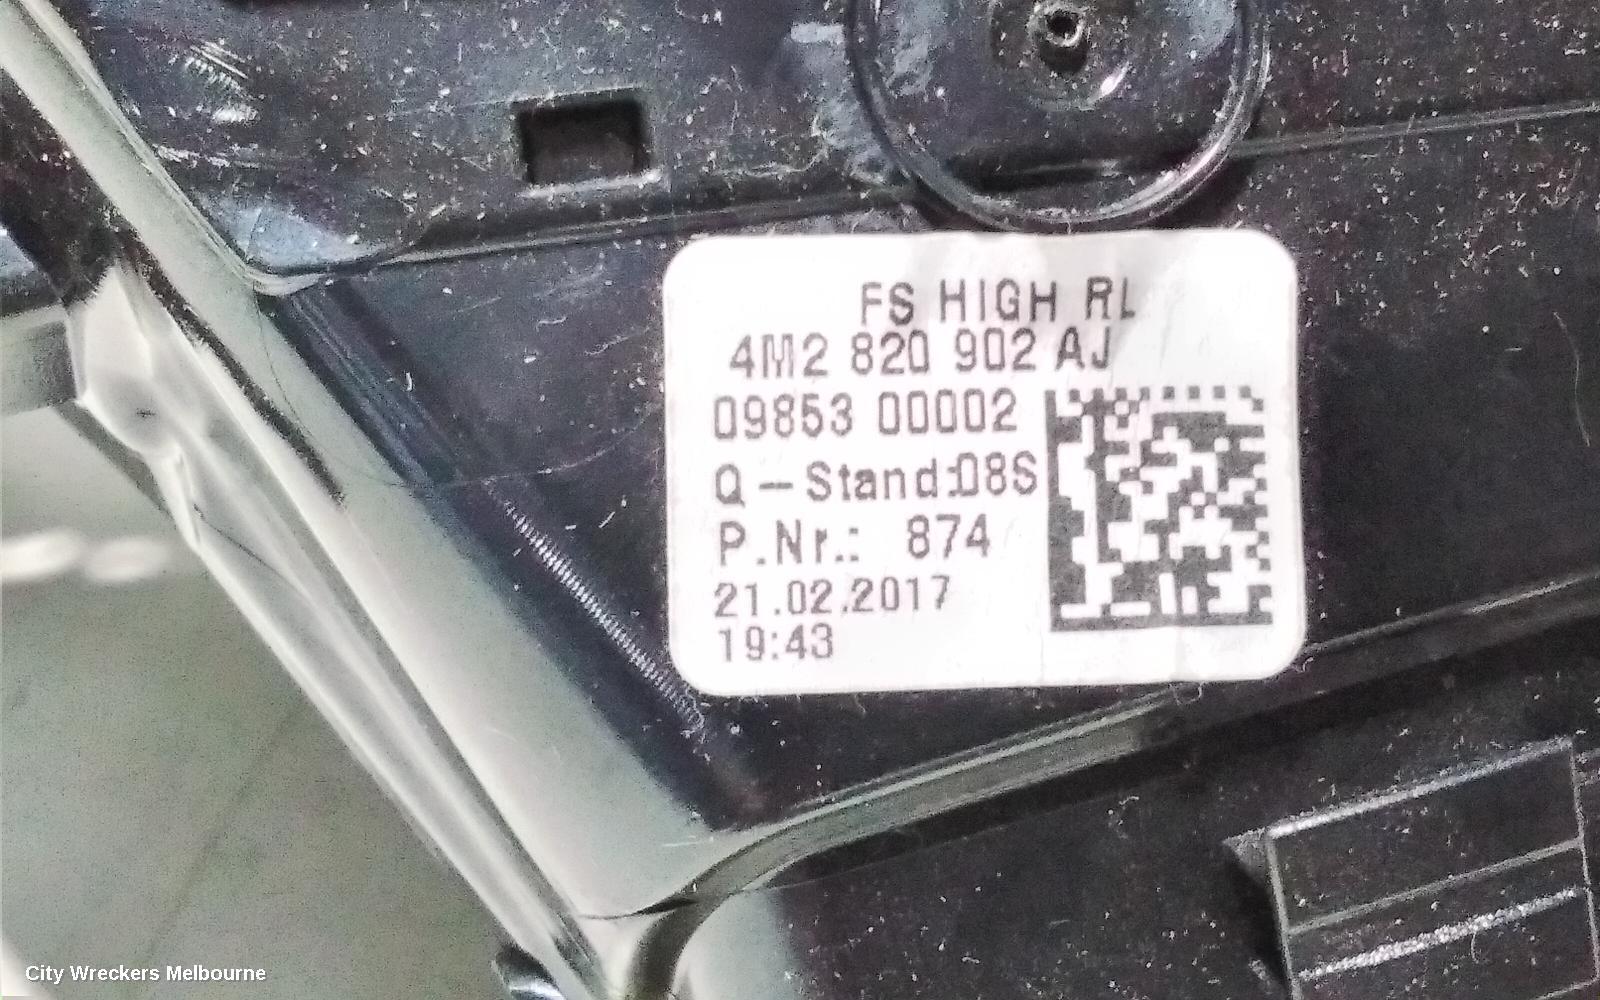 FS HIGH RL
4M2 820 902 AJ
09853 00002
Q-Stand:08S
P.Nr.: 874
21.02.2017
19:43
City Wreckers Melbourne